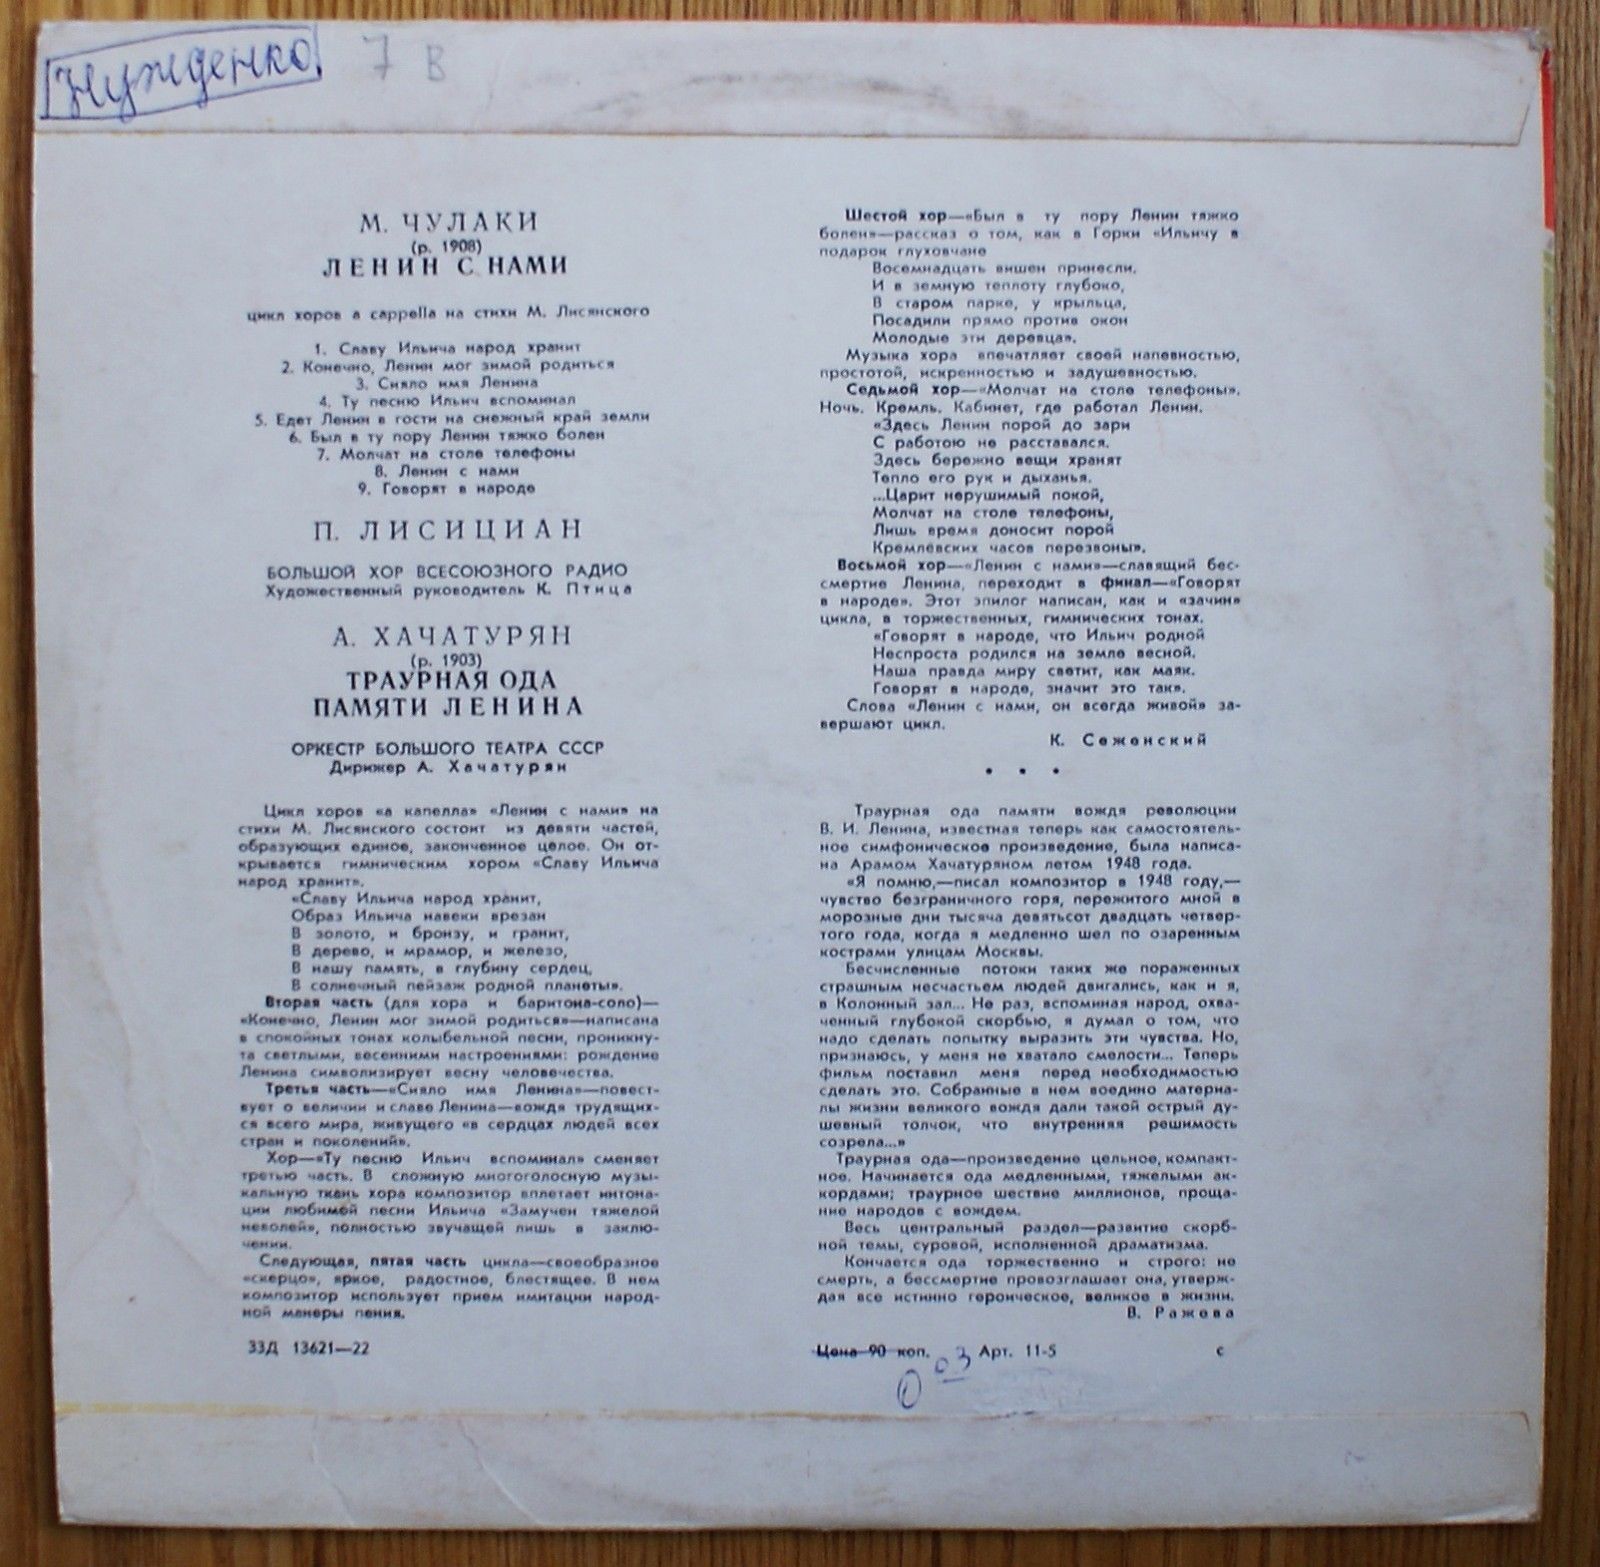 Нужденко
7 В
М. ЧУЛАКИ
(р. 1908)
ЛЕНИН С НАМИ
цикл хоров a cappella на стихи М. Лисянского
1. Славу Ильича народ хранит
2. Конечно, Ленин мог зимой родиться
3. Сияло имя Ленина
4. Ту песню Ильич вспоминал
5. Едет Ленин в гости на снежный край земли
6. Был в ту пору Ленин тяжко болен
7. Молчат на столе телефоны
8. Ленин с нами
9. Говорят в народе
П. ЛИСИЦИАН
БОЛЬШОЙ ХОР ВСЕСОЮЗНОГО РАДИО
Художественный руководитель К. Птица
А. ХАЧАТУРЯН
(р. 1903)
ТРАУРНАЯ ОДА
ПАМЯТИ ЛЕНИНА
ОРКЕСТР БОЛЬШОГО ТЕАТРА СССР
Дирижер А. Хачатурян
Цикл хоров «а капелла» «Ленин с нами» на
стихи М. Лисянского состоит из девяти частей,
образующих единое, законченное целое. Он от-
крывается гимническим хором «Славу Ильича
народ хранит».
«Славу Ильича народ хранит,
Образ Ильича навеки врезан
В золото, и бронзу, и гранит,
В дерево, и мрамор, и железо,
В нашу память, в глубину сердец,
В солнечный пейзаж родной планеты».
Вторая часть (для хора и баритона-соло)—
«Конечно, Ленин мог зимой родиться»—написана
в спокойных тонах колыбельной песни, проникну-
та светлыми, весенними настроениями: рождение
Ленина символизирует весну человечества.
Третья часть—«Сияло имя Ленина»—повест-
вует о величии и славе Ленина—вождя трудящих-
ся всего мира, живущего «в сердцах людей всех
стран и поколений».
Хор—«Ту песню Ильич вспоминал» сменяет
третью часть. В сложную многоголосную музы-
кальную ткань хора композитор вплетает интона-
ции любимой песни Ильича «Замучен тяжелой
неволей», полностью звучащей лишь в заклю-
чении.
Следующая, пятая часть цикла—своеобразное
«скерцо», яркое, радостное, блестящее. В нем
композитор использует прием имитации народ-
ной манеры пения.
33Д 13621—22
Шестой хор—«Был в ту пору Ленин тяжко
болен»—рассказ о том, как в Горки «Ильичу в
подарок глуховчане
Восемнадцать вишен принесли.
И в земную теплоту глубоко,
В старом парке, у крыльца,
Посадили прямо против окон
Молодые эти деревца».
Музыка хора впечатляет своей напевностью,
простотой, искренностью и задушевностью.
Седьмой хор—«Молчат на столе телефоны».
Ночь. Кремль. Кабинет, где работал Ленин.
«Здесь Ленин порой до зари
С работою не расставался.
Здесь бережно вещи хранят
Тепло его рук и дыханья.
...Царит нерушимый покой,
Молчат на столе телефоны,
Лишь время доносит порой
Кремлевских часов перезвоны».
Восьмой хор—«Ленин с нами»—славящий бес-
смертие Ленина, переходит в финал—«Говорят
в народе». Этот эпилог написан, как и «зачин»
цикла, в торжественных, гимнических тонах.
«Говорят в народе, что Ильич родной
Неспроста родился на земле весной.
Наша правда миру светит, как маяк.
Говорят в народе, значит это так».
Слова «Ленин с нами, он всегда живой» за-
вершают цикл.
К. Сеженский
• • •
Траурная ода памяти вождя революции
В. И. Ленина, известная теперь как самостоятель-
ное симфоническое произведение, была написа-
на Арамом Хачатуряном летом 1948 года.
«Я помню,—писал композитор в 1948 году,—
чувство безграничного горя, пережитого мной в
морозные дни тысяча девятьсот двадцать четвер-
того года, когда я медленно шел по озаренным
кострами улицам Москвы.
Бесчисленные потоки таких же пораженных
страшным несчастьем людей двигались, как и я,
в Колонный зал... Не раз, вспоминая народ, охва-
ченный глубокой скорбью, я думал о том, что
надо сделать попытку выразить эти чувства. Но,
признаюсь, у меня не хватало смелости... Теперь
фильм поставил меня перед необходимостью
сделать это. Собранные в нем воедино материа-
лы жизни великого вождя дали такой острый ду-
шевный толчок, что внутренняя решимость
созрела...»
Траурная ода—произведение цельное, компакт-
ное. Начинается ода медленными, тяжелыми ак-
кордами; траурное шествие миллионов, проща-
ние народов с вождем.
Весь центральный раздел—развитие скорб-
ной темы, суровой, исполненной драматизма.
Кончается ода торжественно и строго: не
смерть, а бессмертие провозглашает она, утверж-
дая все истинно героическое, великое в жизни.
В. Ражева
Цена 90 коп. Арт. 11-5 с
0 03